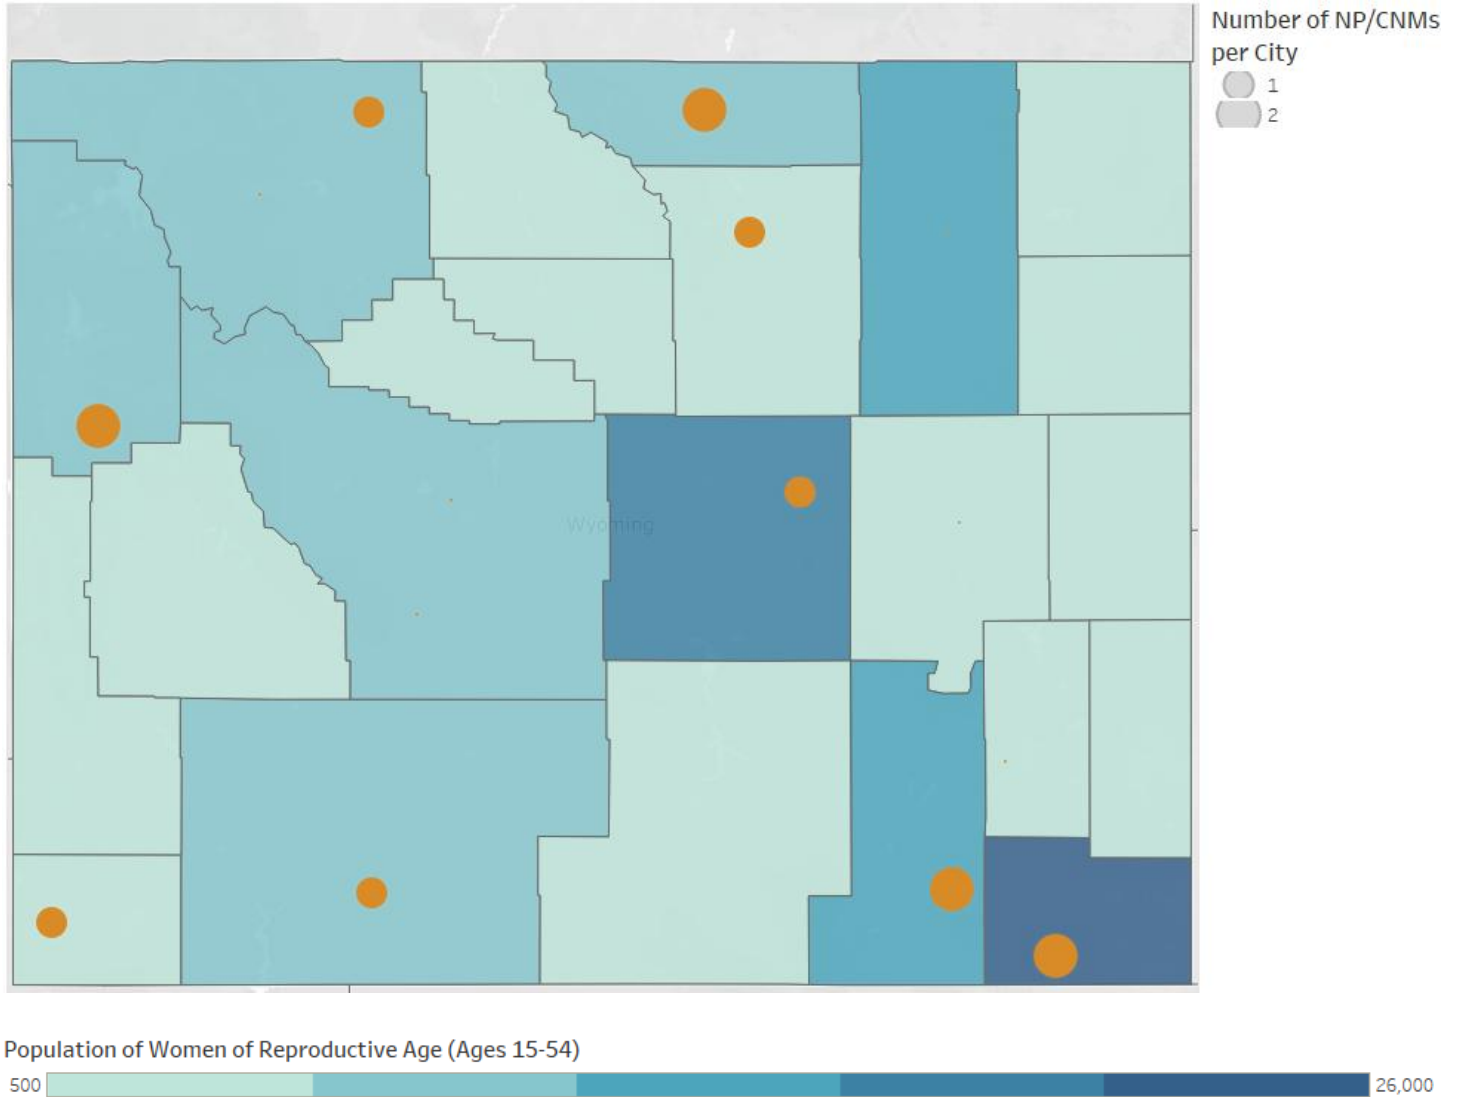 Number of NP/CNMs
per City
1
2
Wyoming
Population of Women of Reproductive Age (Ages 15-54)
500
26,000